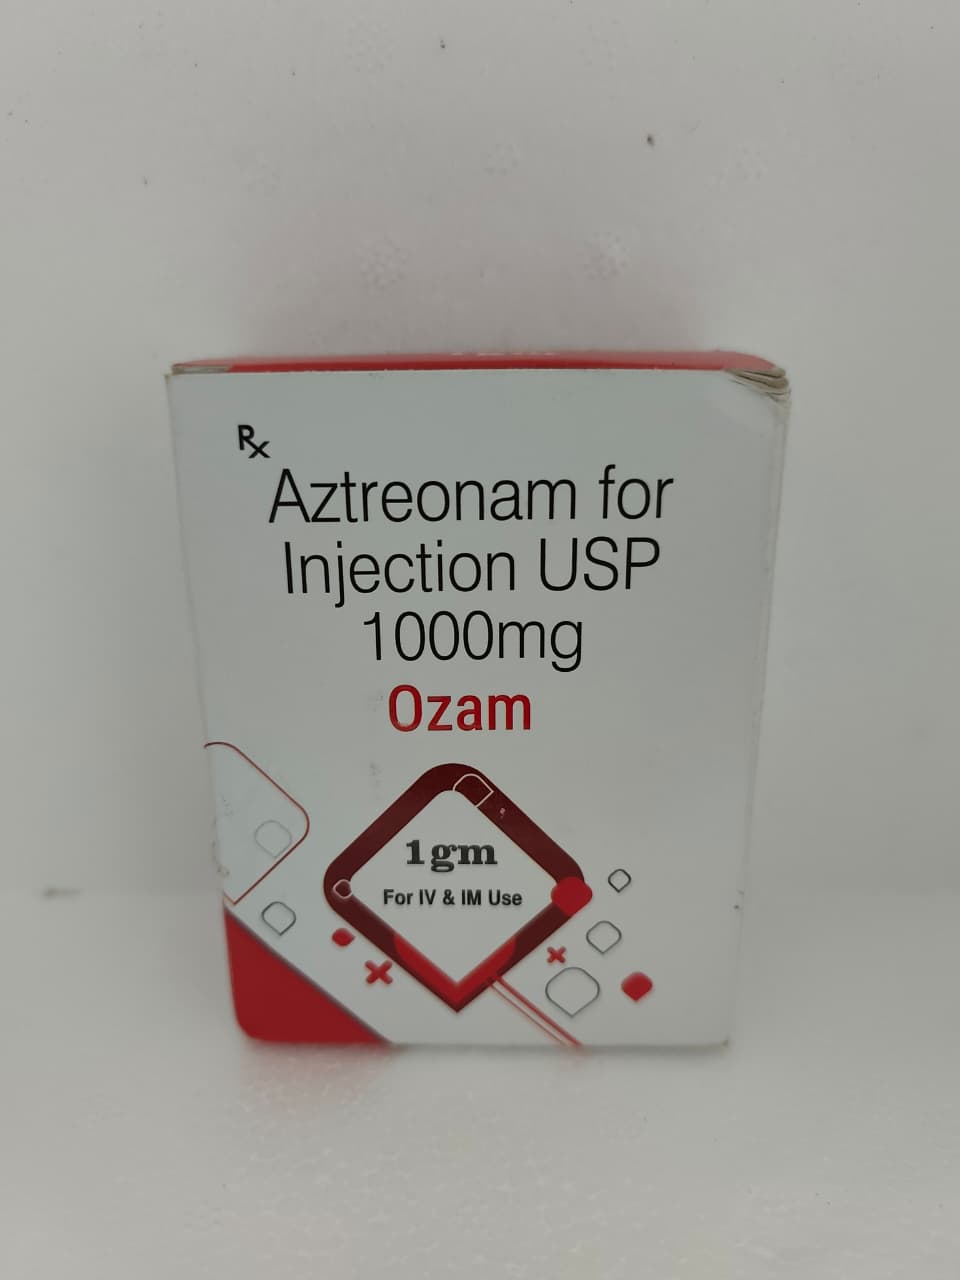 Rx
Aztreonam for
Injection USP
1000mg
Ozam
1gm
For IV & IM Use